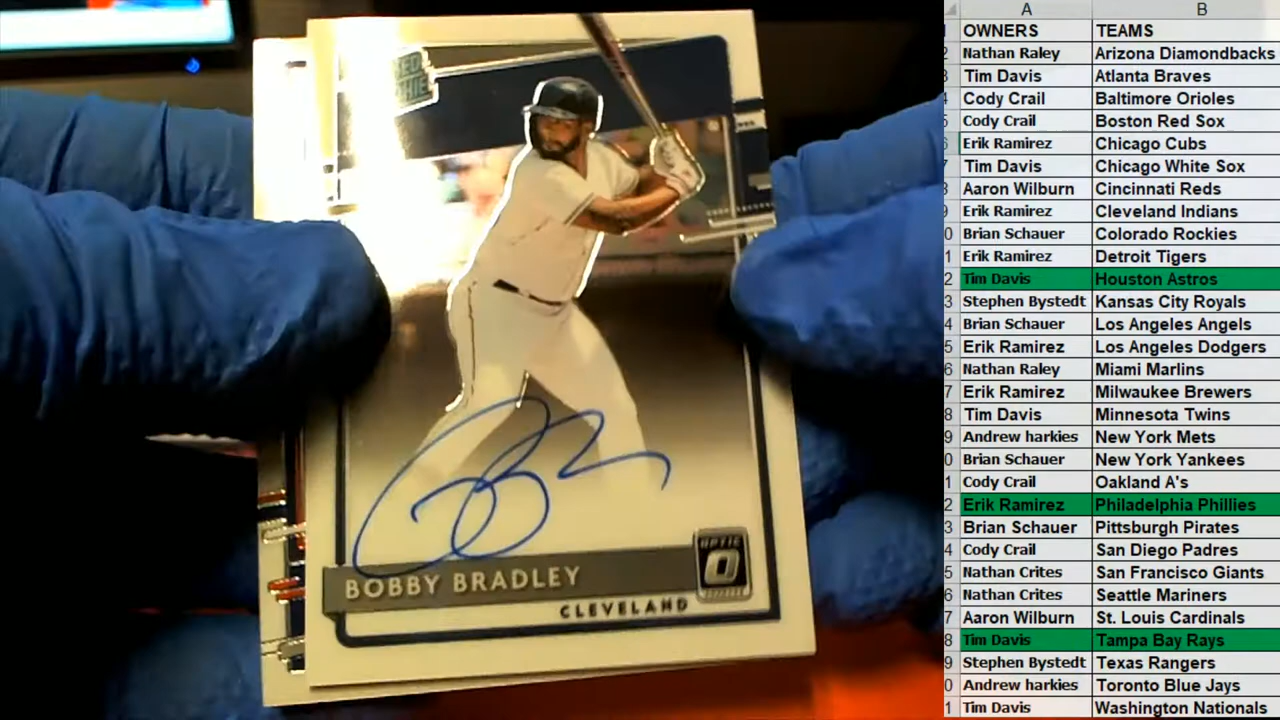 BOBBY BRADLEY
CLEVELAND
OPTIC
A B
OWNERS TEAMS
Nathan Raley Arizona Diamondbacks
Tim Davis Atlanta Braves
Cody Crail Baltimore Orioles
Cody Crail Boston Red Sox
Erik Ramirez Chicago Cubs
Tim Davis Chicago White Sox
Aaron Wilburn Cincinnati Reds
Erik Ramirez Cleveland Indians
Brian Schauer Colorado Rockies
Erik Ramirez Detroit Tigers
Tim Davis Houston Astros
Stephen Bystedt Kansas City Royals
Brian Schauer Los Angeles Angels
Erik Ramirez Los Angeles Dodgers
Nathan Raley Miami Marlins
Erik Ramirez Milwaukee Brewers
Tim Davis Minnesota Twins
Andrew harkies New York Mets
Brian Schauer New York Yankees
Cody Crail Oakland A's
Erik Ramirez Philadelphia Phillies
Brian Schauer Pittsburgh Pirates
Cody Crail San Diego Padres
Nathan Crites San Francisco Giants
Nathan Crites Seattle Mariners
Aaron Wilburn St. Louis Cardinals
Tim Davis Tampa Bay Rays
Stephen Bystedt Texas Rangers
Andrew harkies Toronto Blue Jays
Tim Davis Washington Nationals